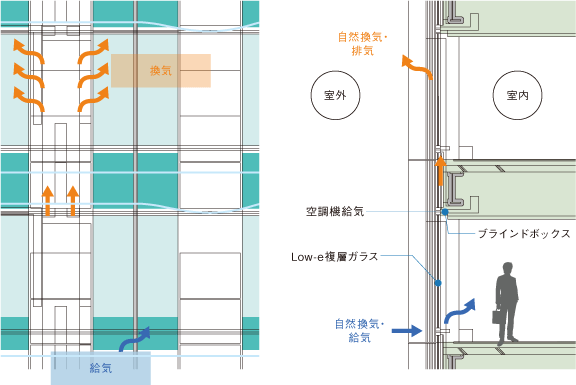 換気
給気
自然換気・
排気
室外
室内
空調機給気
ブラインドボックス
Low-e複層ガラス
自然換気・
給気